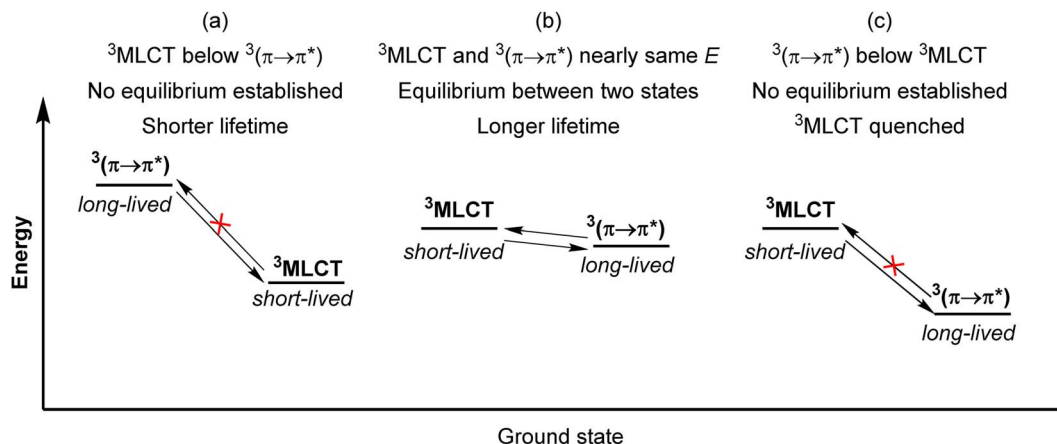 (a)
³MLCT below ³(π→π*)
No equilibrium established
Shorter lifetime
³(π→π*)
long-lived
³MLCT
short-lived
(b)
³MLCT and ³(π→π*) nearly same E
Equilibrium between two states
Longer lifetime
³MLCT
short-lived
³(π→π*)
long-lived
(c)
³(π→π*) below ³MLCT
No equilibrium established
³MLCT quenched
³MLCT
short-lived
³(π→π*)
long-lived
Energy
Ground state